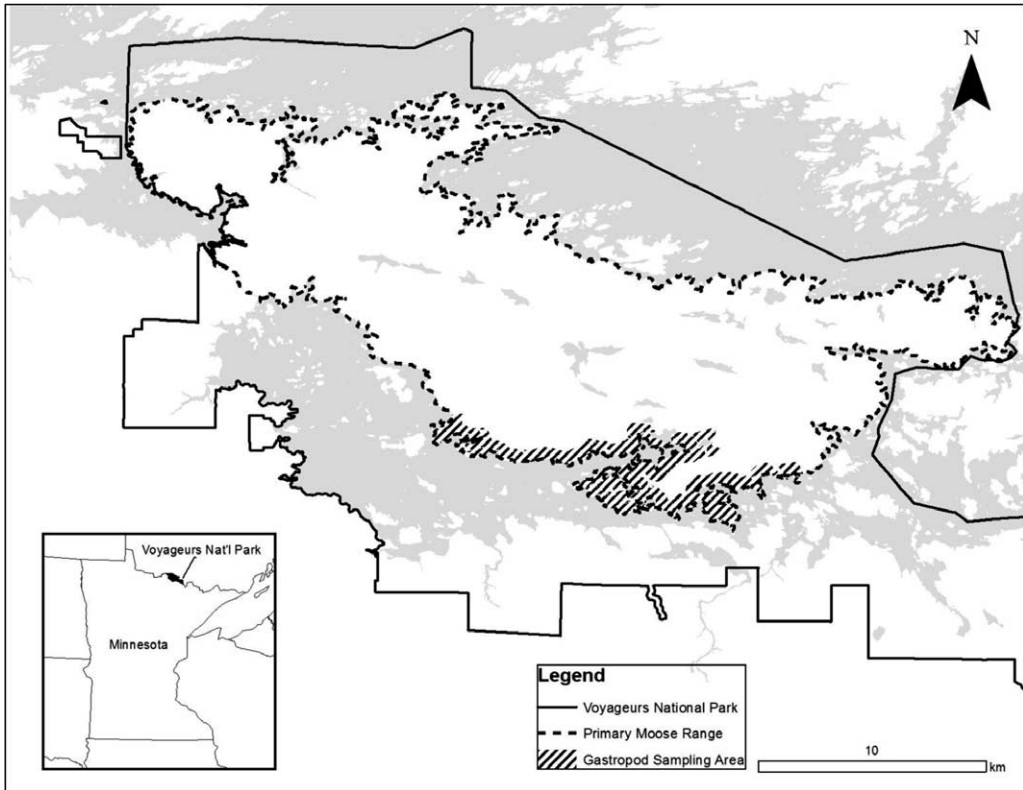 N
Voyageurs Nat'l Park
Minnesota
Legend
Voyageurs National Park
Primary Moose Range
Gastropod Sampling Area
10
km